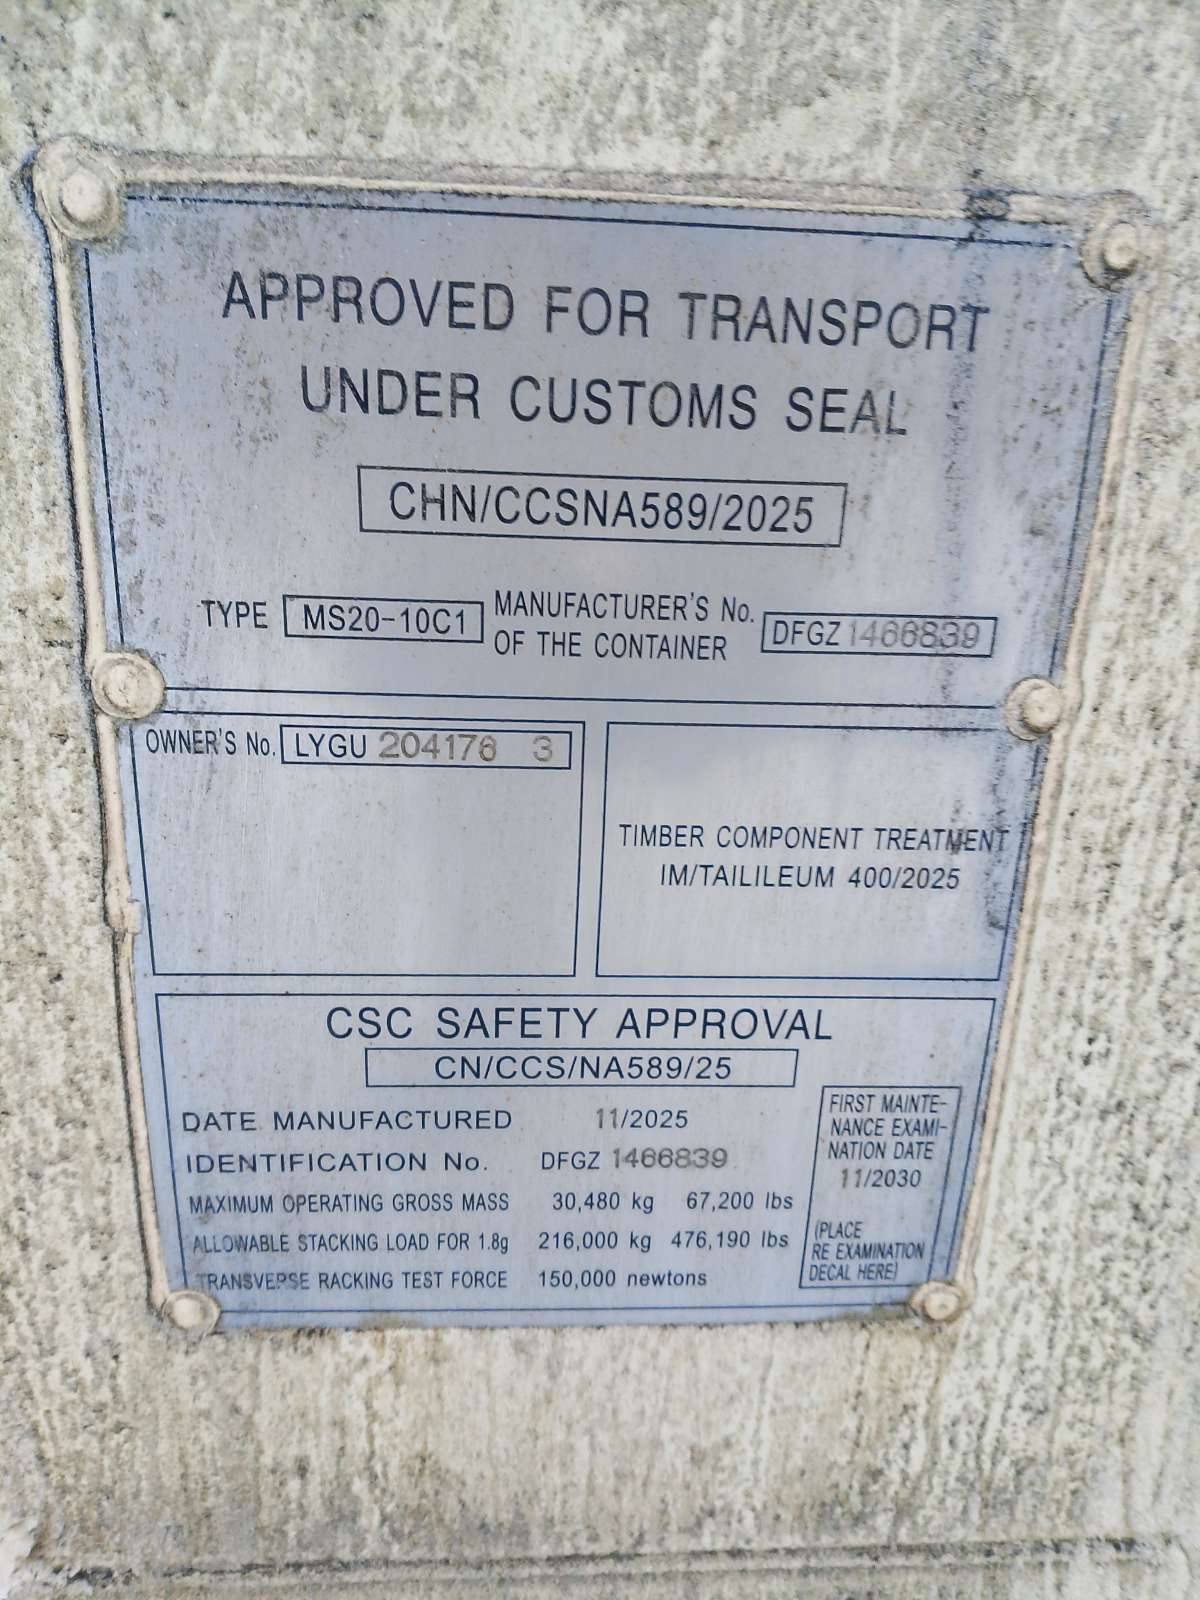 APPROVED FOR TRANSPORT
UNDER CUSTOMS SEAL
CHN/CCSNA589/2025
TYPE MS20-10C1 MANUFACTURER'S No. OF THE CONTAINER DFGZ 1466839
OWNER'S No. LYGU 204176 3
TIMBER COMPONENT TREATMENT
IM/TAILILEUM 400/2025
CSC SAFETY APPROVAL
CN/CCS/NA589/25
DATE MANUFACTURED 11/2025
IDENTIFICATION No. DFGZ 1466839
MAXIMUM OPERATING GROSS MASS 30,480 kg 67,200 lbs
ALLOWABLE STACKING LOAD FOR 1.8g 216,000 kg 476,190 lbs
TRANSVERSE RACKING TEST FORCE 150,000 newtons
FIRST MAINTE-
NANCE EXAMI-
NATION DATE
11/2030
(PLACE
RE EXAMINATION
DECAL HERE)